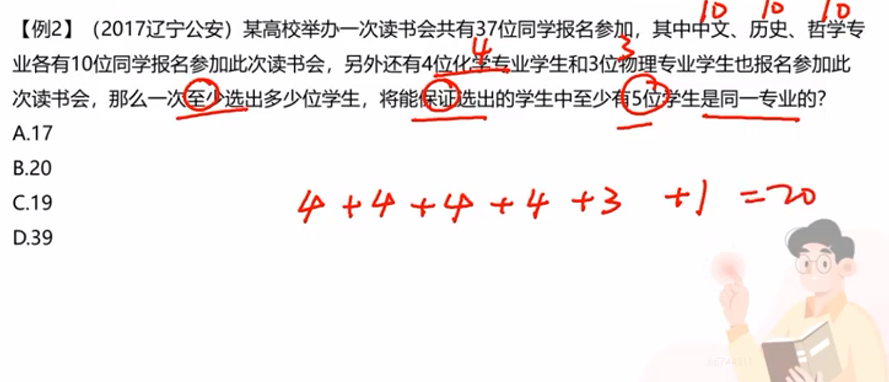 10 10 10
【例2】（2017辽宁公安）某高校举办一次读书会共有37位同学报名参加，其中中文、历史、哲学专
4 3
业各有10位同学报名参加此次读书会，另外还有4位化学专业学生和3位物理专业学生也报名参加此
次读书会，那么一次至少选出多少位学生，将能保证选出的学生中至少有5位学生是同一专业的？
A.17
B.20
C.19
D.39
4+4+4+4+3 +1 =20